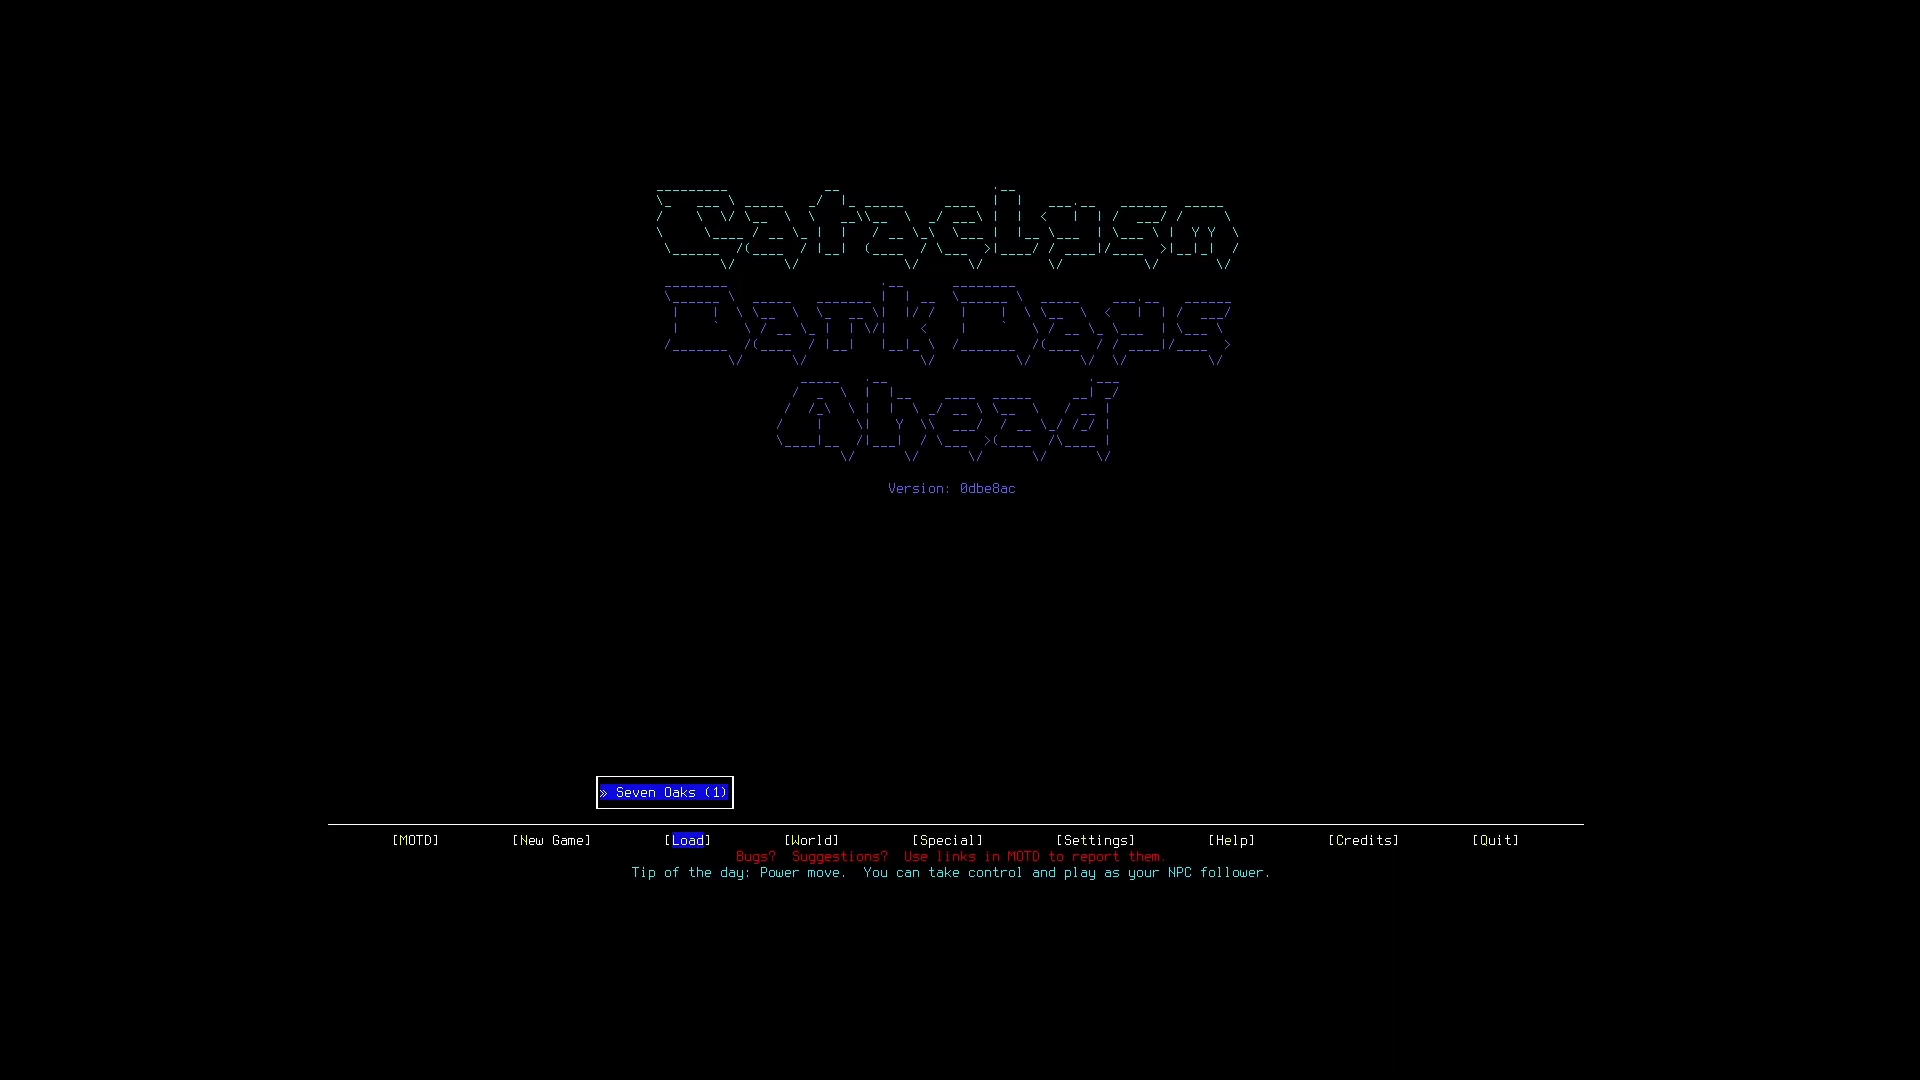 Cataclysm
Dark Days
Ahead
Version: 0dbe8ac
» Seven Oaks (1)
[MOTD] [New Game] [Load] [World] [Special] [Settings] [Help] [Credits] [Quit]
Bugs? Suggestions? Use links in MOTD to report them.
Tip of the day: Power move. You can take control and play as your NPC follower.